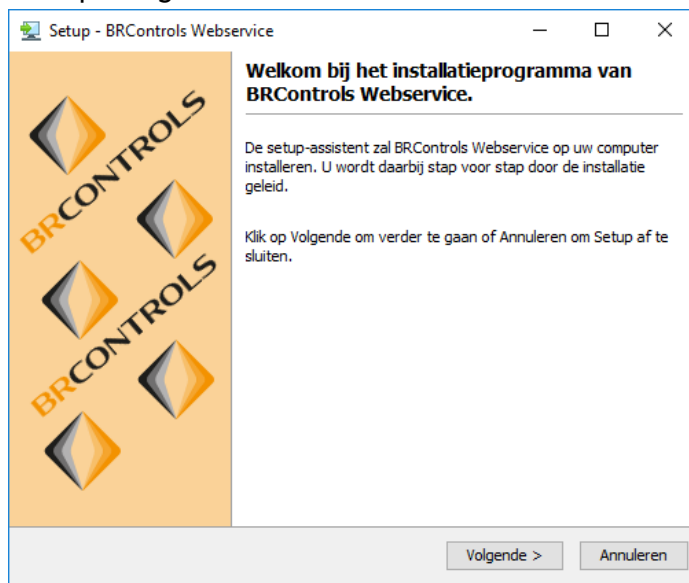 Setup - BRControls Webservice
BRCONTROLS
BRCONTROLS
Welkom bij het installatieprogramma van
BRControls Webservice.
De setup-assistent zal BRControls Webservice op uw computer
installeren. U wordt daarbij stap voor stap door de installatie
geleid.
Klik op Volgende om verder te gaan of Annuleren om Setup af te
sluiten.
Volgende >
Annuleren